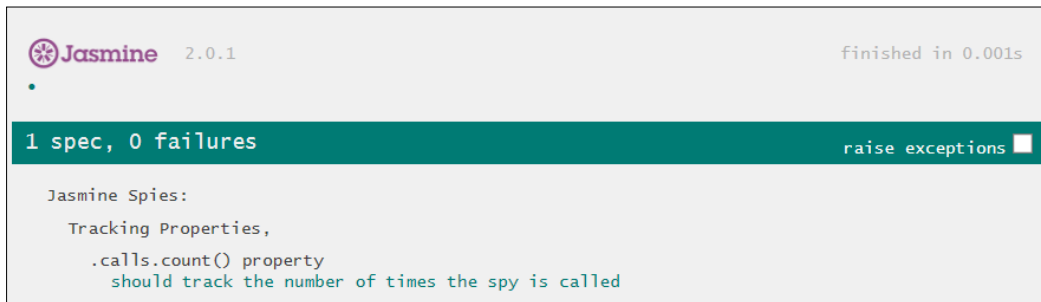 Jasmine 2.0.1 finished in 0.001s
1 spec, 0 failures raise exceptions
Jasmine Spies:
Tracking Properties,
.calls.count() property
should track the number of times the spy is called